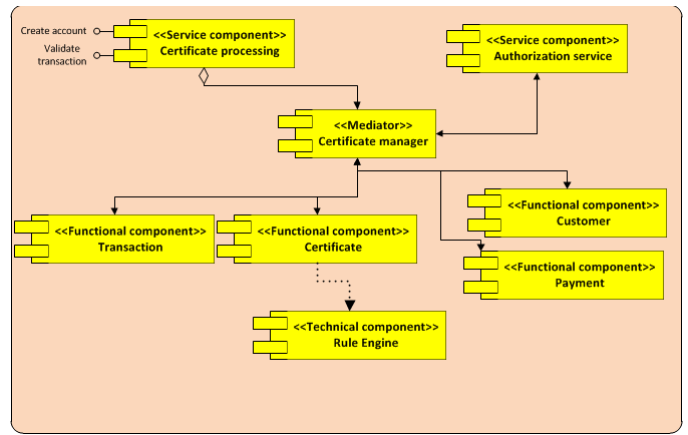 Create account
Validate
transaction
<<Service component>>
Certificate processing
<<Service component>>
Authorization service
<<Mediator>>
Certificate manager
<<Functional component>>
Transaction
<<Functional component>>
Certificate
<<Functional component>>
Customer
<<Functional component>>
Payment
<<Technical component>>
Rule Engine